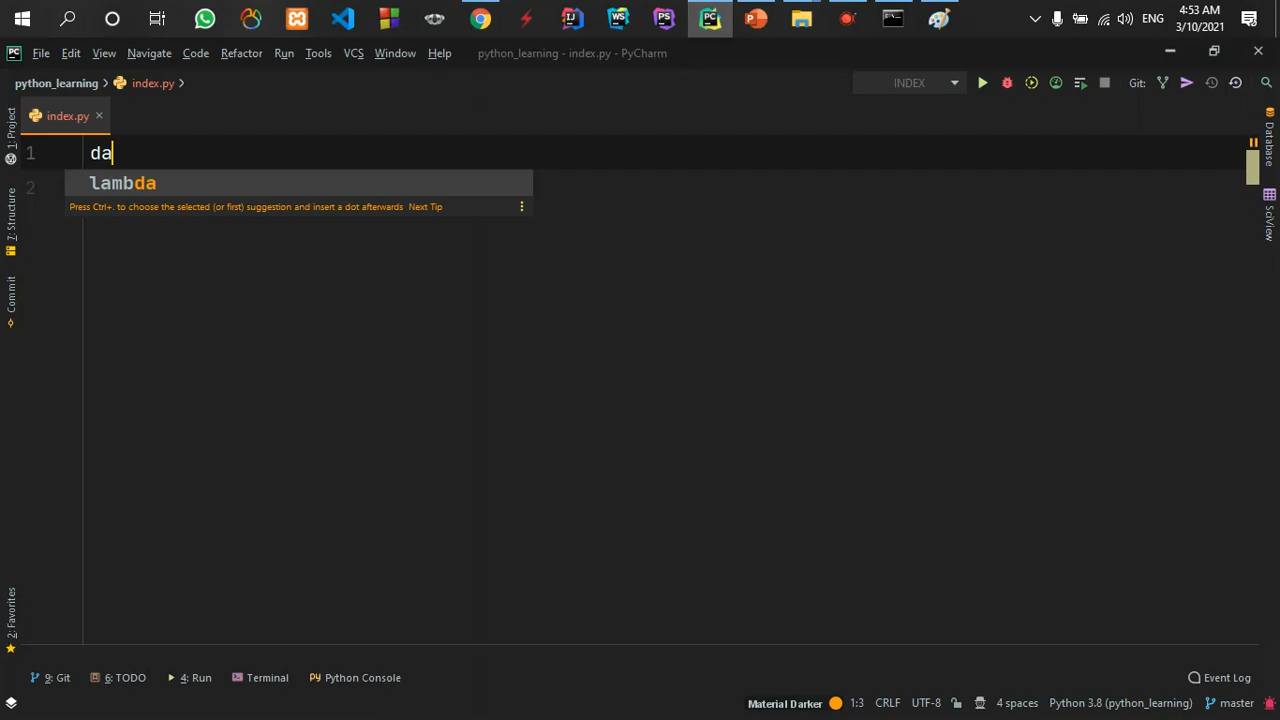 ENG
4:53 AM
3/10/2021
PC
File Edit View Navigate Code Refactor Run Tools VCS Window Help
python_learning - index.py - PyCharm
python_learning
index.py
INDEX
Git:
index.py
1: Project
7: Structure
Commit
2: Favorites
1
2
da
lambda
Press Ctrl+. to choose the selected (or first) suggestion and insert a dot afterwards Next Tip
Database
SciView
9: Git
6: TODO
4: Run
Terminal
Python Console
Event Log
Material Darker
1:3
CRLF
UTF-8
4 spaces
Python 3.8 (python_learning)
master